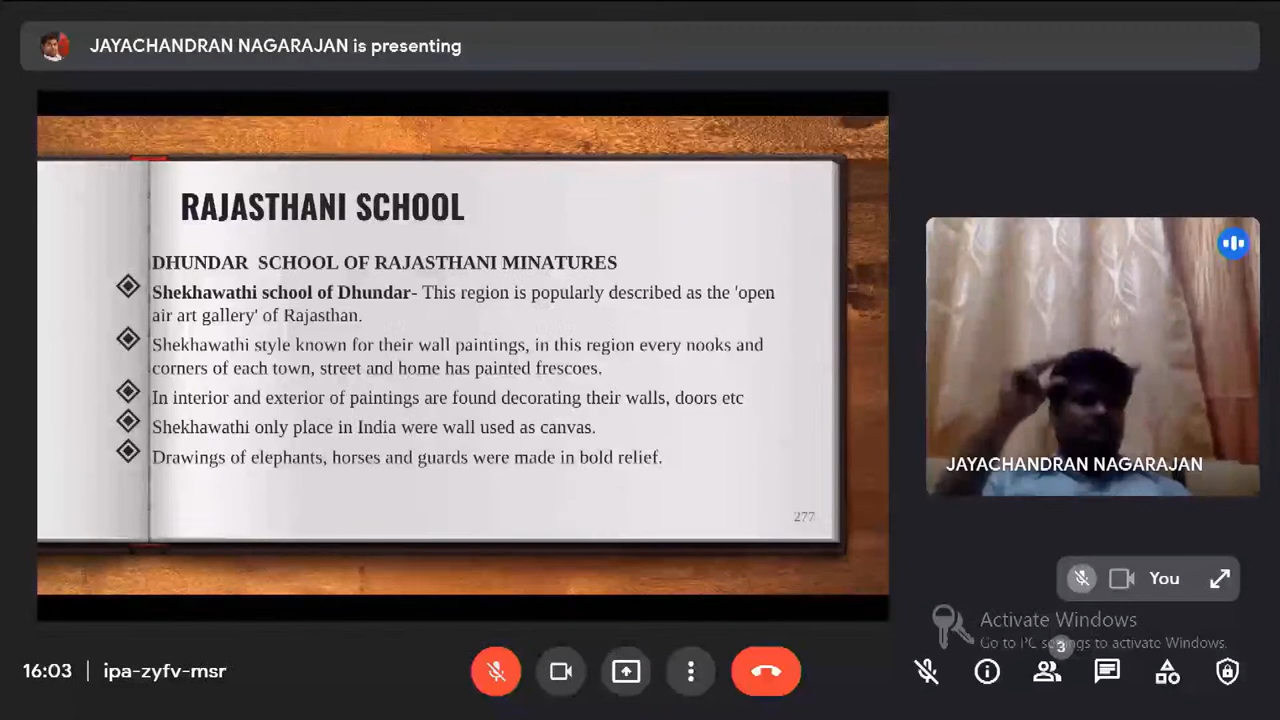 JAYACHANDRAN NAGARAJAN is presenting
RAJASTHANI SCHOOL
DHUNDAR SCHOOL OF RAJASTHANI MINATURES
Shekhawathi school of Dhundar- This region is popularly described as the 'open
air art gallery' of Rajasthan.
Shekhawathi style known for their wall paintings, in this region every nooks and
corners of each town, street and home has painted frescoes.
In interior and exterior of paintings are found decorating their walls, doors etc
Shekhawathi only place in India were wall used as canvas.
Drawings of elephants, horses and guards were made in bold relief.
277
JAYACHANDRAN NAGARAJAN
You
Activate Windows
Go to PC settings to activate Windows.
3
16:03 | ipa-zyfv-msr